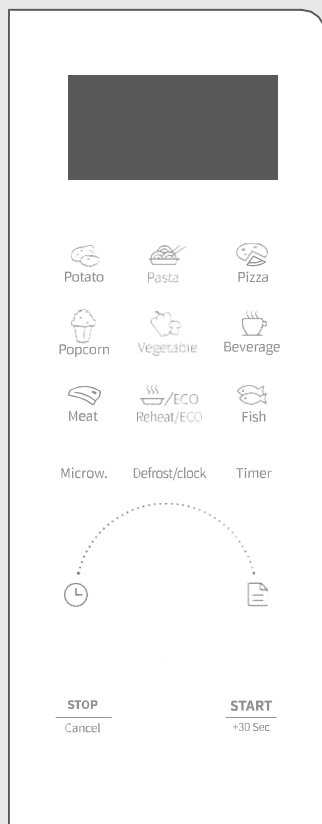 Potato Pasta Pizza
Popcorn Vegetable Beverage
/ECO
Meat Reheat/ECO Fish
Microw. Defrost/clock Timer
STOP START
Cancel +30 Sec